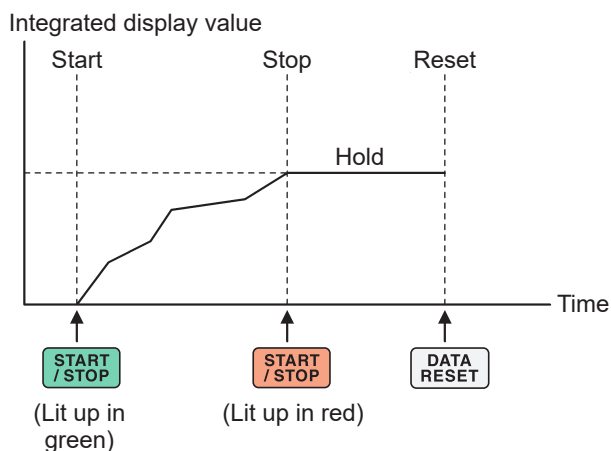 Integrated display value
Start
Stop
Reset
Hold
Time
START
/ STOP
START
/ STOP
DATA
RESET
(Lit up in
green)
(Lit up in red)